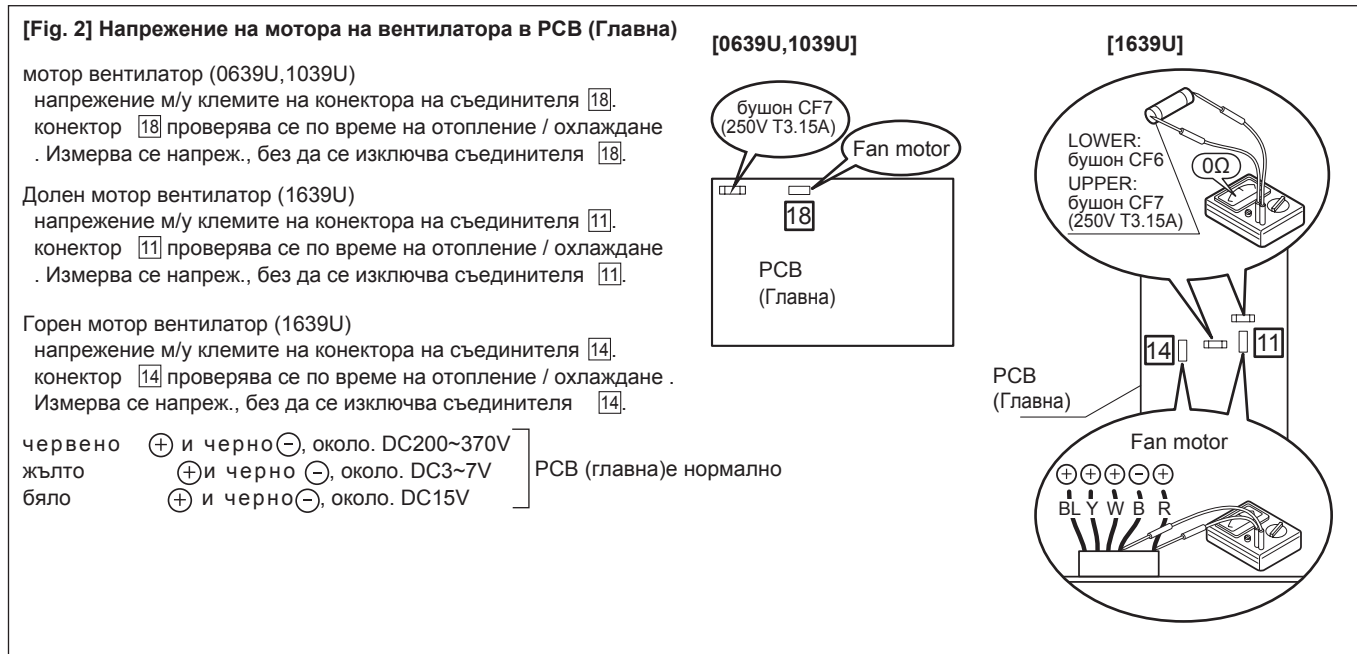 [Fig. 2] Напрежение на мотора на вентилатора в PCB (Главна)
мотор вентилатор (0639U,1039U)
напрежение м/у клемите на конектора на съединителя 18.
конектор 18 проверява се по време на отопление / охлаждане
. Измерва се напреж., без да се изключва съединителя 18.
Долен мотор вентилатор (1639U)
напрежение м/у клемите на конектора на съединителя 11.
конектор 11 проверява се по време на отопление / охлаждане
. Измерва се напреж., без да се изключва съединителя 11.
Горен мотор вентилатор (1639U)
напрежение м/у клемите на конектора на съединителя 14.
конектор 14 проверява се по време на отопление / охлаждане .
Измерва се напреж., без да се изключва съединителя 14.
червено ⊕ и черно⊖, около. DC200~370V
жълто ⊕и черно ⊖, около. DC3~7V
бяло ⊕ и черно⊖, около. DC15V
PCB (главна)е нормално
[0639U,1039U]
бушон CF7
(250V T3.15A)
Fan motor
18
PCB
(Главна)
[1639U]
LOWER:
бушон CF6
UPPER:
бушон CF7
(250V T3.15A)
0Ω
14
11
PCB
(Главна)
Fan motor
⊕⊕⊕⊖⊕
BL Y W B R